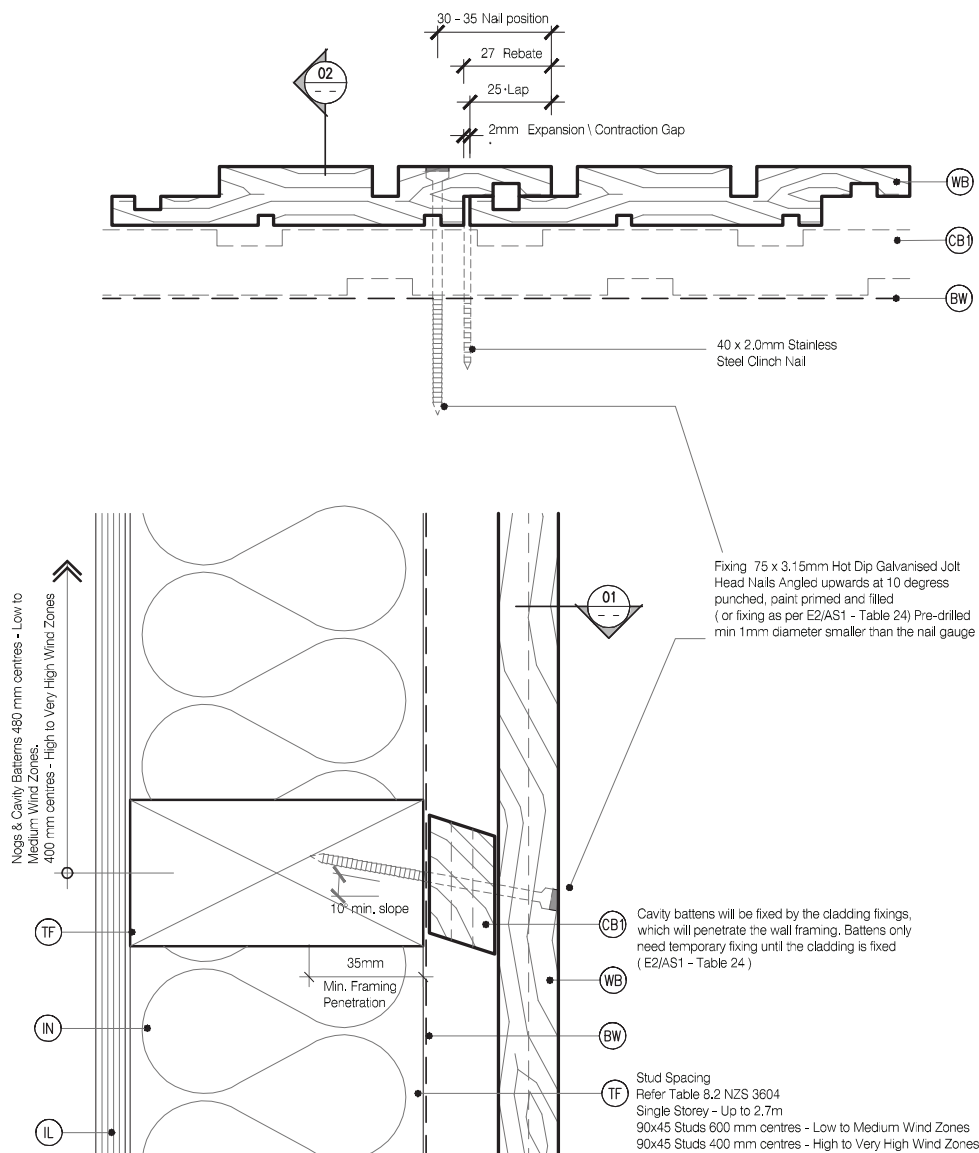 30 - 35 Nail position
27 Rebate
25·Lap
2mm Expansion \ Contraction Gap
02
--
WB
CB1
BW
40 x 2.0mm Stainless
Steel Clinch Nail
Fixing 75 x 3.15mm Hot Dip Galvanised Jolt
Head Nails Angled upwards at 10 degress
punched, paint primed and filled
( or fixing as per E2/AS1 - Table 24) Pre-drilled
min 1mm diameter smaller than the nail gauge
01
--
Nogs & Cavity Battems 480 mm centres - Low to
Medium Wind Zones.
400 mm centres - High to Very High Wind Zones
10° min. slope
TF
CB1
Cavity battens will be fixed by the cladding fixings,
which will penetrate the wall framing. Battens only
need temporary fixing until the cladding is fixed
( E2/AS1 - Table 24 )
35mm
Min. Framing
Penetration
WB
IN
BW
TF
Stud Spacing
Refer Table 8.2 NZS 3604
Single Storey - Up to 2.7m
90x45 Studs 600 mm centres - Low to Medium Wind Zones
90x45 Studs 400 mm centres - High to Very High Wind Zones
IL